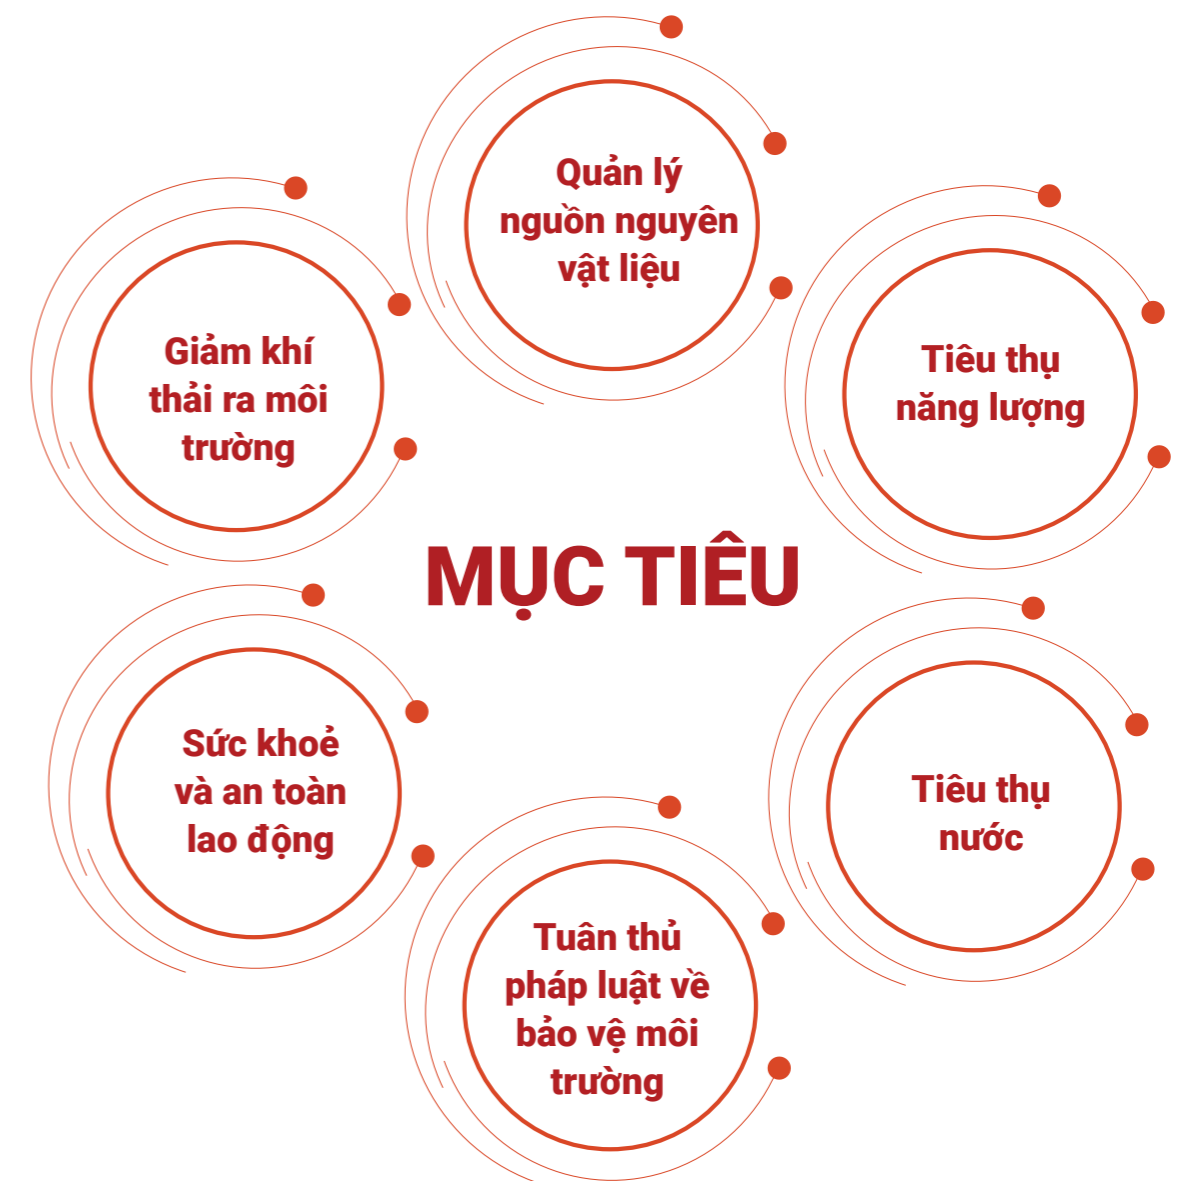 Quản lý
nguồn nguyên
vật liệu
Giảm khí
thải ra môi
trường
Tiêu thụ
năng lượng
MỤC TIÊU
Sức khoẻ
và an toàn
lao động
Tiêu thụ
nước
Tuân thủ
pháp luật về
bảo vệ môi
trường